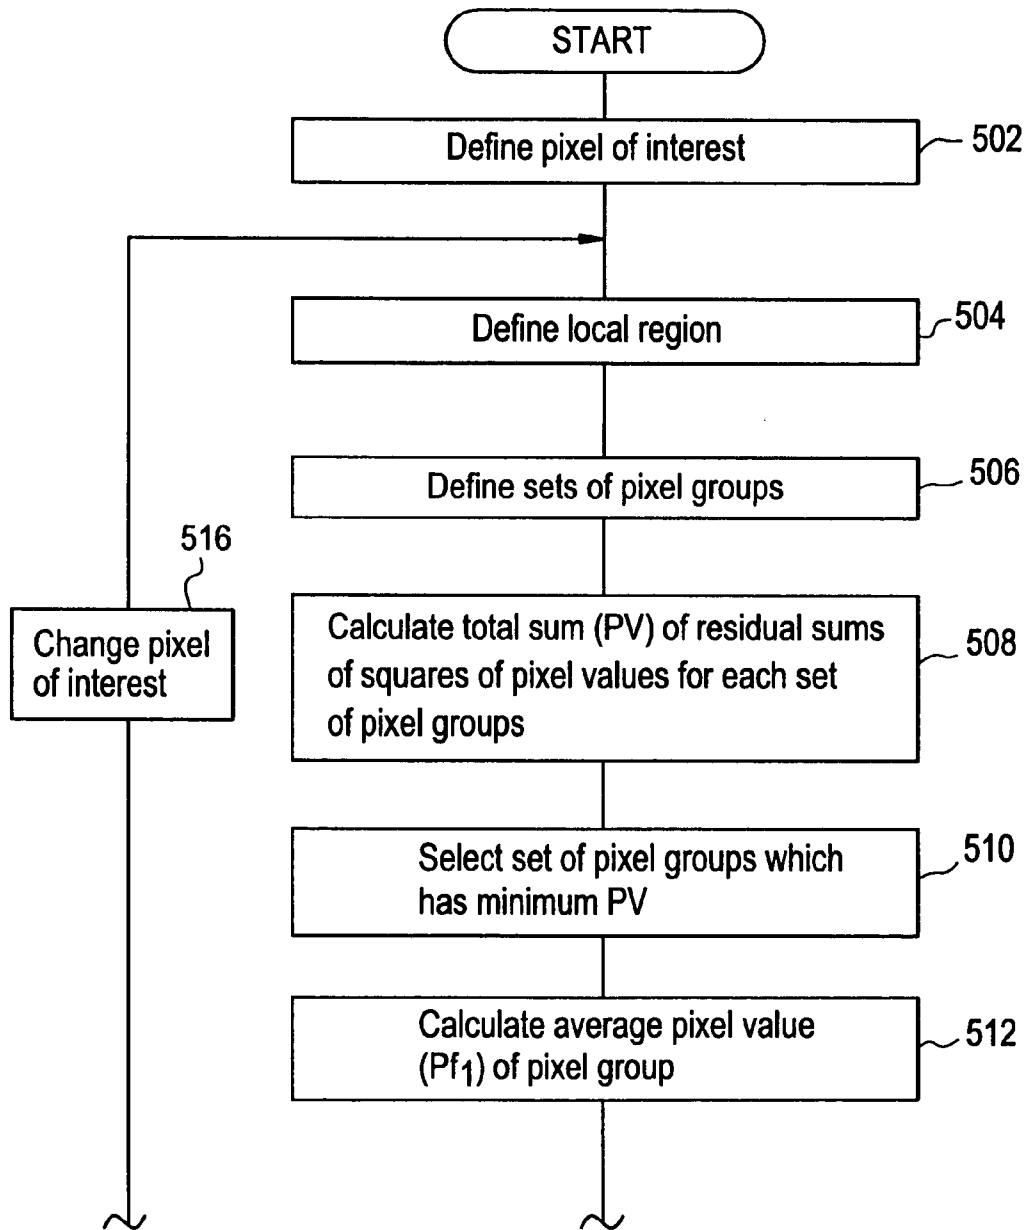 START
Define pixel of interest
502
Define local region
504
Define sets of pixel groups
506
516
Change pixel
of interest
Calculate total sum (PV) of residual sums
of squares of pixel values for each set
of pixel groups
508
Select set of pixel groups which
has minimum PV
510
Calculate average pixel value
(Pf1) of pixel group
512